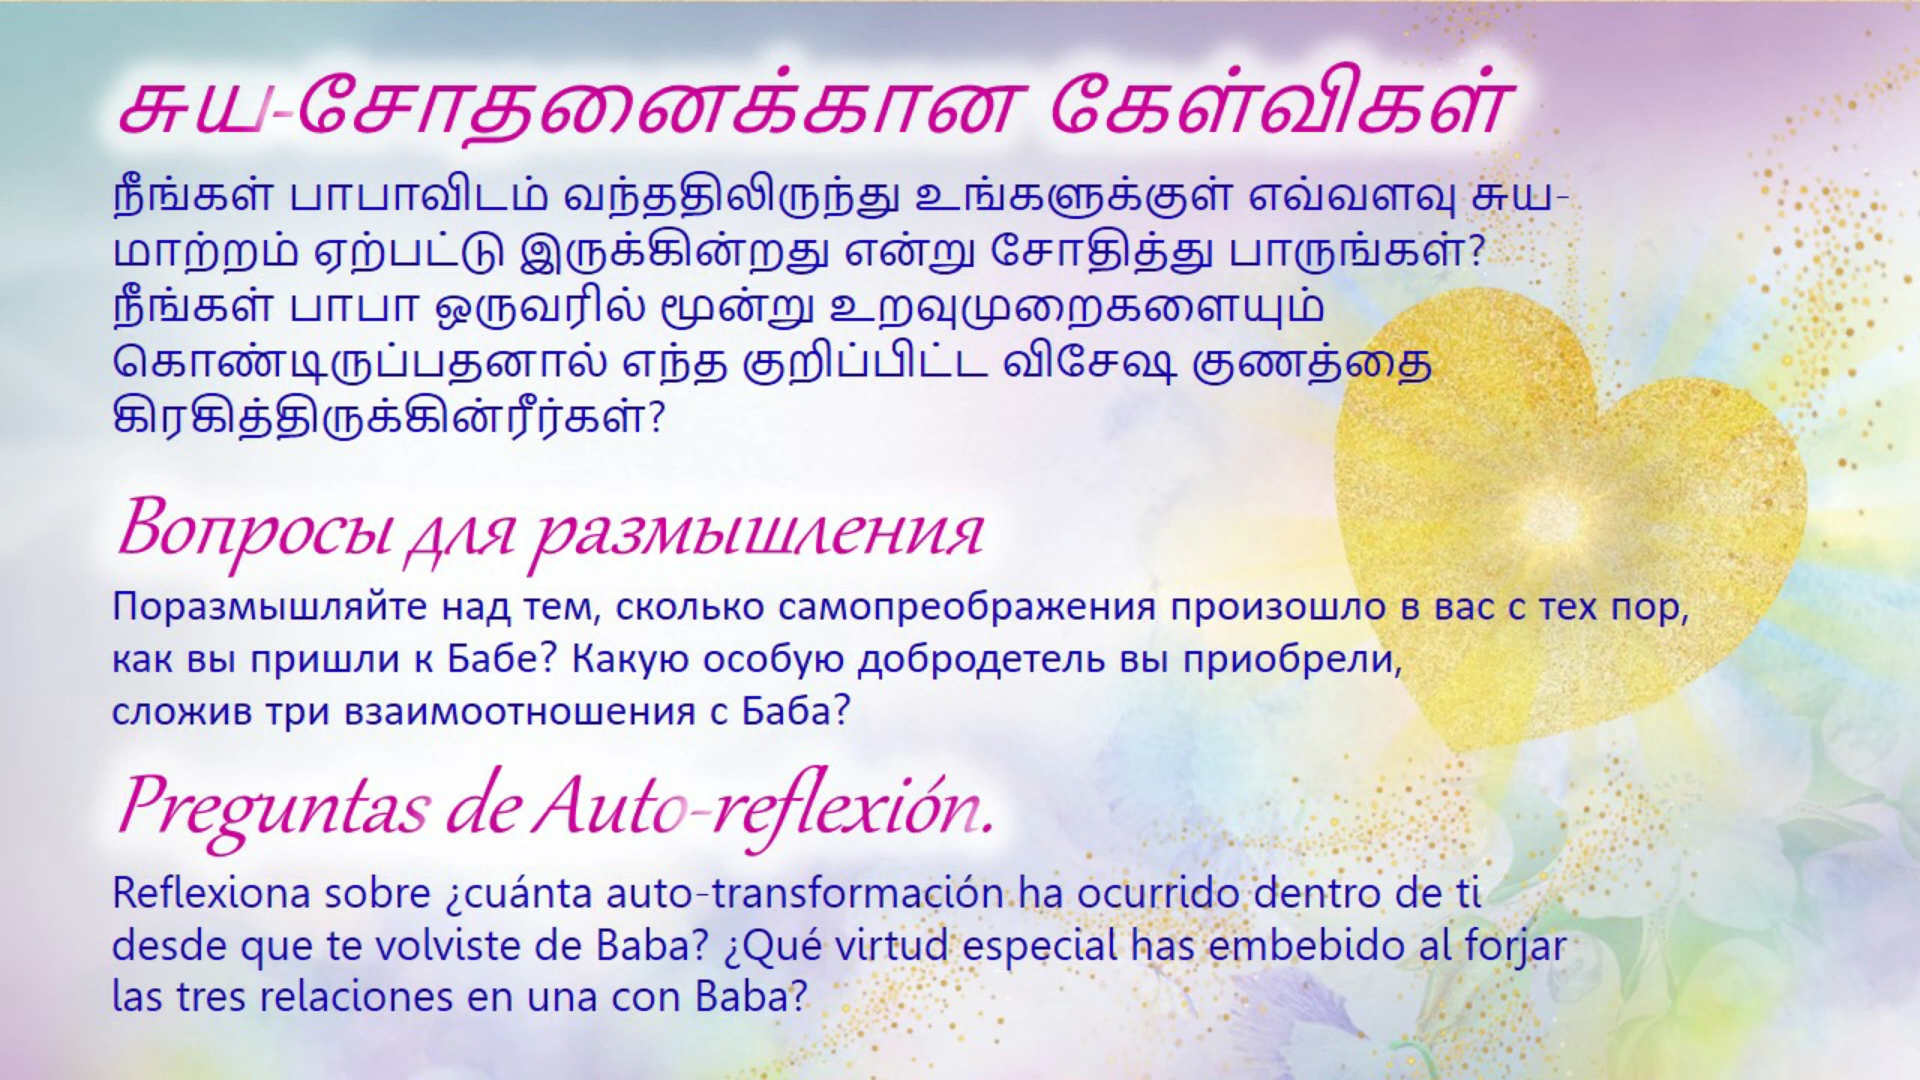 சுய-சோதனைக்கான கேள்விகள்
நீங்கள் பாபாவிடம் வந்ததிலிருந்து உங்களுக்குள் எவ்வளவு சுய-
மாற்றம் ஏற்பட்டு இருக்கின்றது என்று சோதித்து பாருங்கள்?
நீங்கள் பாபா ஒருவரில் மூன்று உறவுமுறைகளையும்
கொண்டிருப்பதனால் எந்த குறிப்பிட்ட விசேஷ குணத்தை
கிரகித்திருக்கின்ரீர்கள்?
Вопросы для размышления
Поразмышляйте над тем, сколько самопреображения произошло в вас с тех пор,
как вы пришли к Бабе? Какую особую добродетель вы приобрели,
сложив три взаимоотношения с Баба?
Preguntas de Auto-reflexión.
Reflexiona sobre ¿cuánta auto-transformación ha ocurrido dentro de ti
desde que te volviste de Baba? ¿Qué virtud especial has embebido al forjar
las tres relaciones en una con Baba?